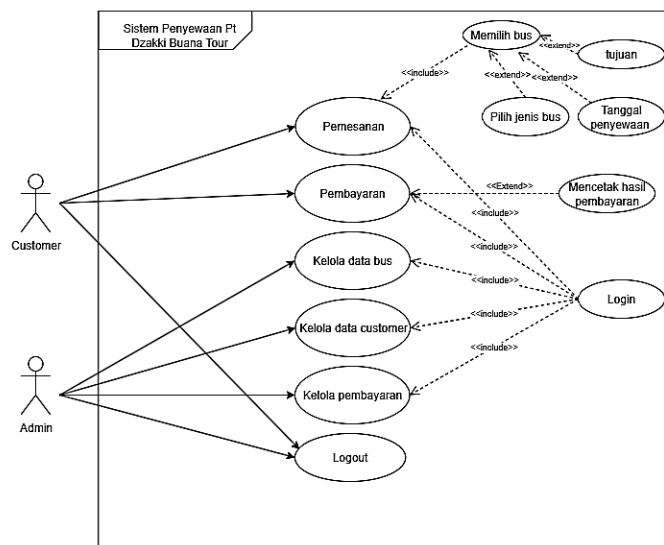 Sistem Penyewaan Pt
Dzakki Buana Tour
Memilih bus
<<extend>>
tujuan
<<include>>
<<extend>>
<<extend>>
Pilih jenis bus
Tanggal
penyewaan
Pemesanan
Pembayaran
<<Extend>>
Mencetak hasil
pembayaran
<<include>>
Customer
<<include>>
Kelola data bus
<<include>>
Login
Kelola data customer
<<include>>
<<include>>
Kelola pembayaran
Admin
Logout